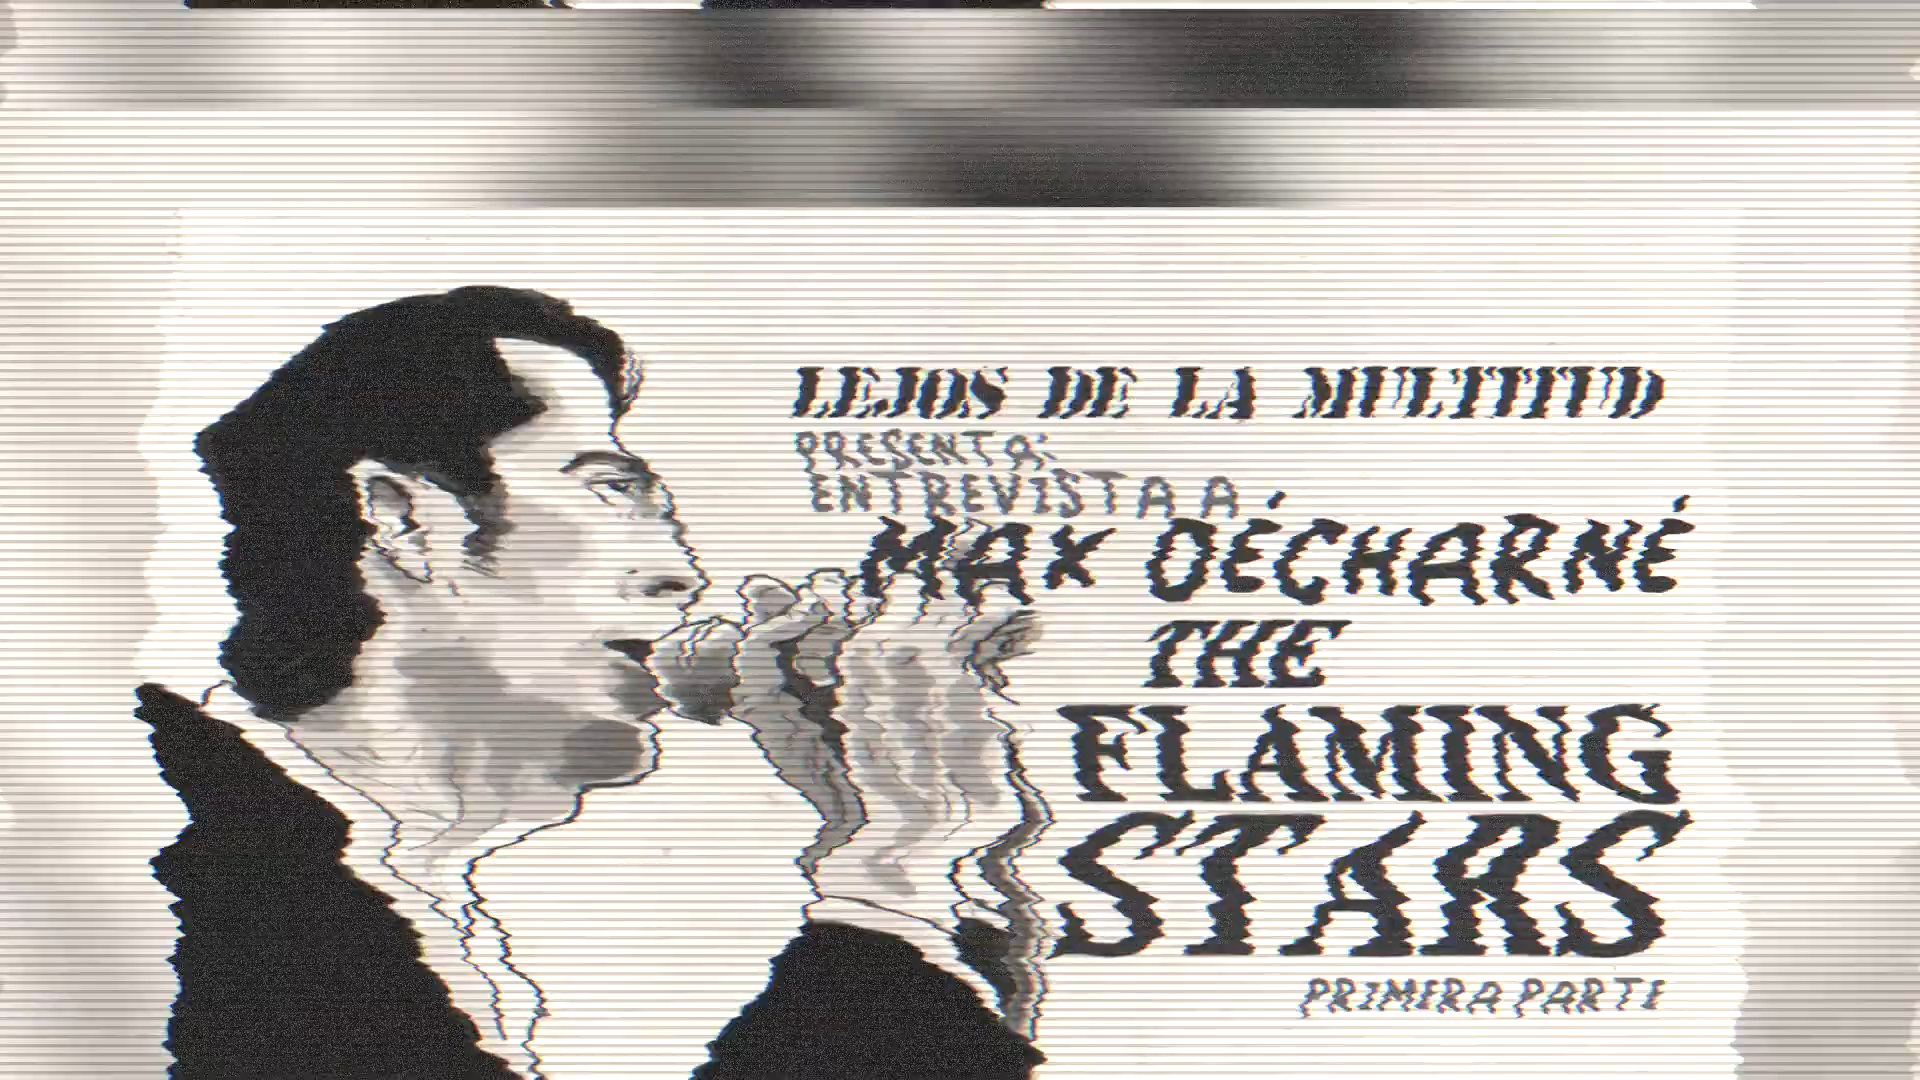 LEJOS DE LA MULTITUD
PRESENTA:
ENTREVISTA A
MAX DÉCHARNÉ
THE
FLAMING
STARS
PRIMERA PARTE